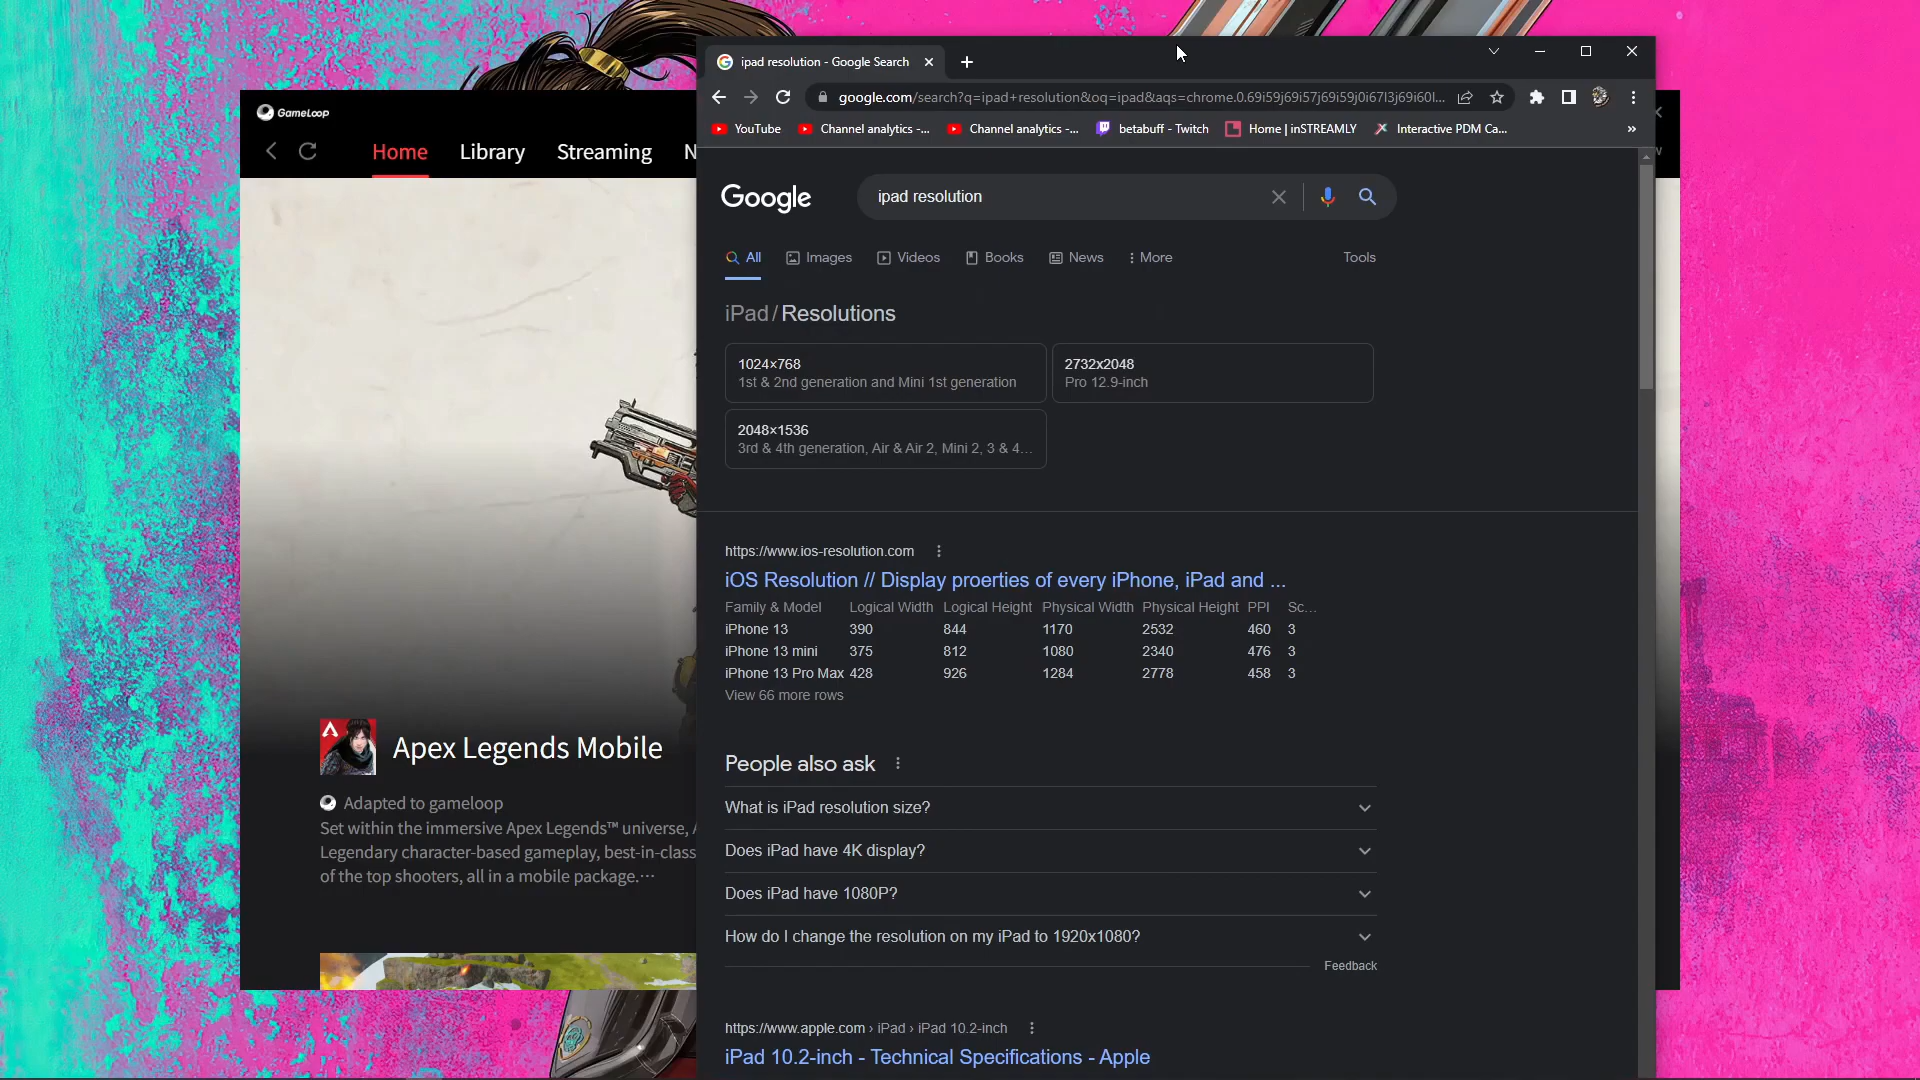 ipad resolution - Google Search
google.com/search?q=ipad+resolution&oq=ipad&aqs=chrome.0.69i59j69i57j69i59j0i67l3j69i60l...
YouTube
Channel analytics -...
Channel analytics -...
betabuff - Twitch
Home | inSTREAMLY
Interactive PDM Ca...
»
GameLoop
Home
Library
Streaming
N
Google
ipad resolution
All
Images
Videos
Books
News
More
Tools
iPad / Resolutions
1024×768
1st & 2nd generation and Mini 1st generation
2732x2048
Pro 12.9-inch
2048×1536
3rd & 4th generation, Air & Air 2, Mini 2, 3 & 4...
https://www.ios-resolution.com
iOS Resolution // Display proerties of every iPhone, iPad and ...
Family & Model Logical Width Logical Height Physical Width Physical Height PPI Sc...
iPhone 13 390 844 1170 2532 460 3
iPhone 13 mini 375 812 1080 2340 476 3
iPhone 13 Pro Max 428 926 1284 2778 458 3
View 66 more rows
People also ask
What is iPad resolution size?
Does iPad have 4K display?
Does iPad have 1080P?
How do I change the resolution on my iPad to 1920x1080?
Feedback
https://www.apple.com › iPad › iPad 10.2-inch
iPad 10.2-inch - Technical Specifications - Apple
Apex Legends Mobile
Adapted to gameloop
Set within the immersive Apex Legends™ universe, A
Legendary character-based gameplay, best-in-class
of the top shooters, all in a mobile package.···